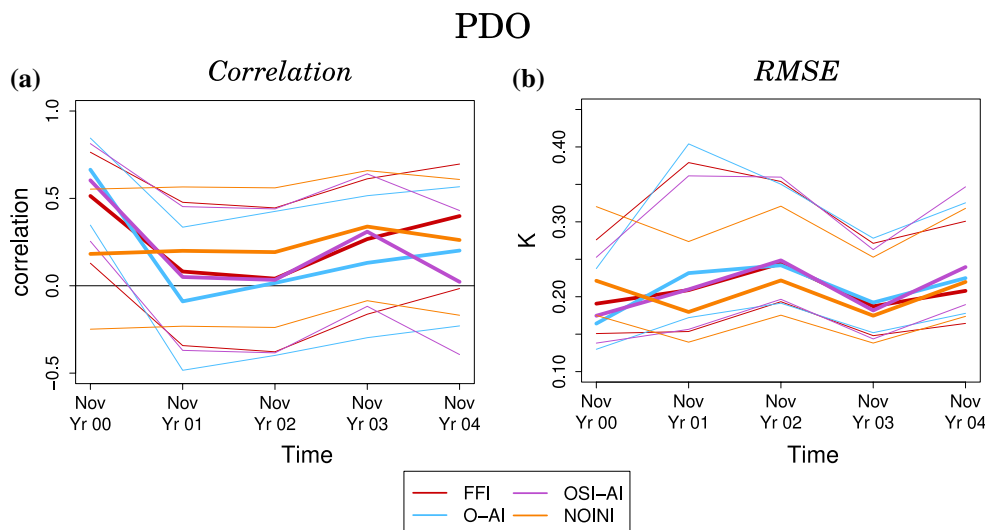 PDO
(a) Correlation
correlation
1.0
0.5
0.0
−0.5
Nov Nov Nov Nov Nov
Yr 00 Yr 01 Yr 02 Yr 03 Yr 04
Time
(b) RMSE
K
0.40
0.30
0.20
0.10
Nov Nov Nov Nov Nov
Yr 00 Yr 01 Yr 02 Yr 03 Yr 04
Time
FFI OSI−AI
O−AI NOINI